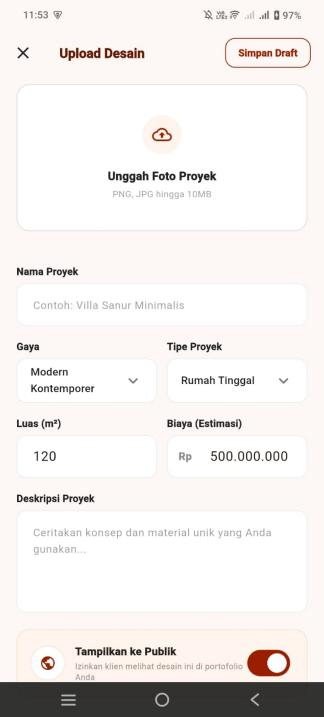 11:53
97%
Upload Desain
Simpan Draft
Unggah Foto Proyek
PNG, JPG hingga 10MB
Nama Proyek
Contoh: Villa Sanur Minimalis
Gaya
Tipe Proyek
Modern
Kontemporer
Rumah Tinggal
Luas (m²)
Biaya (Estimasi)
120
Rp 500.000.000
Deskripsi Proyek
Ceritakan konsep dan material unik yang Anda
gunakan...
Tampilkan ke Publik
Izinkan klien melihat desain ini di portofolio
Anda